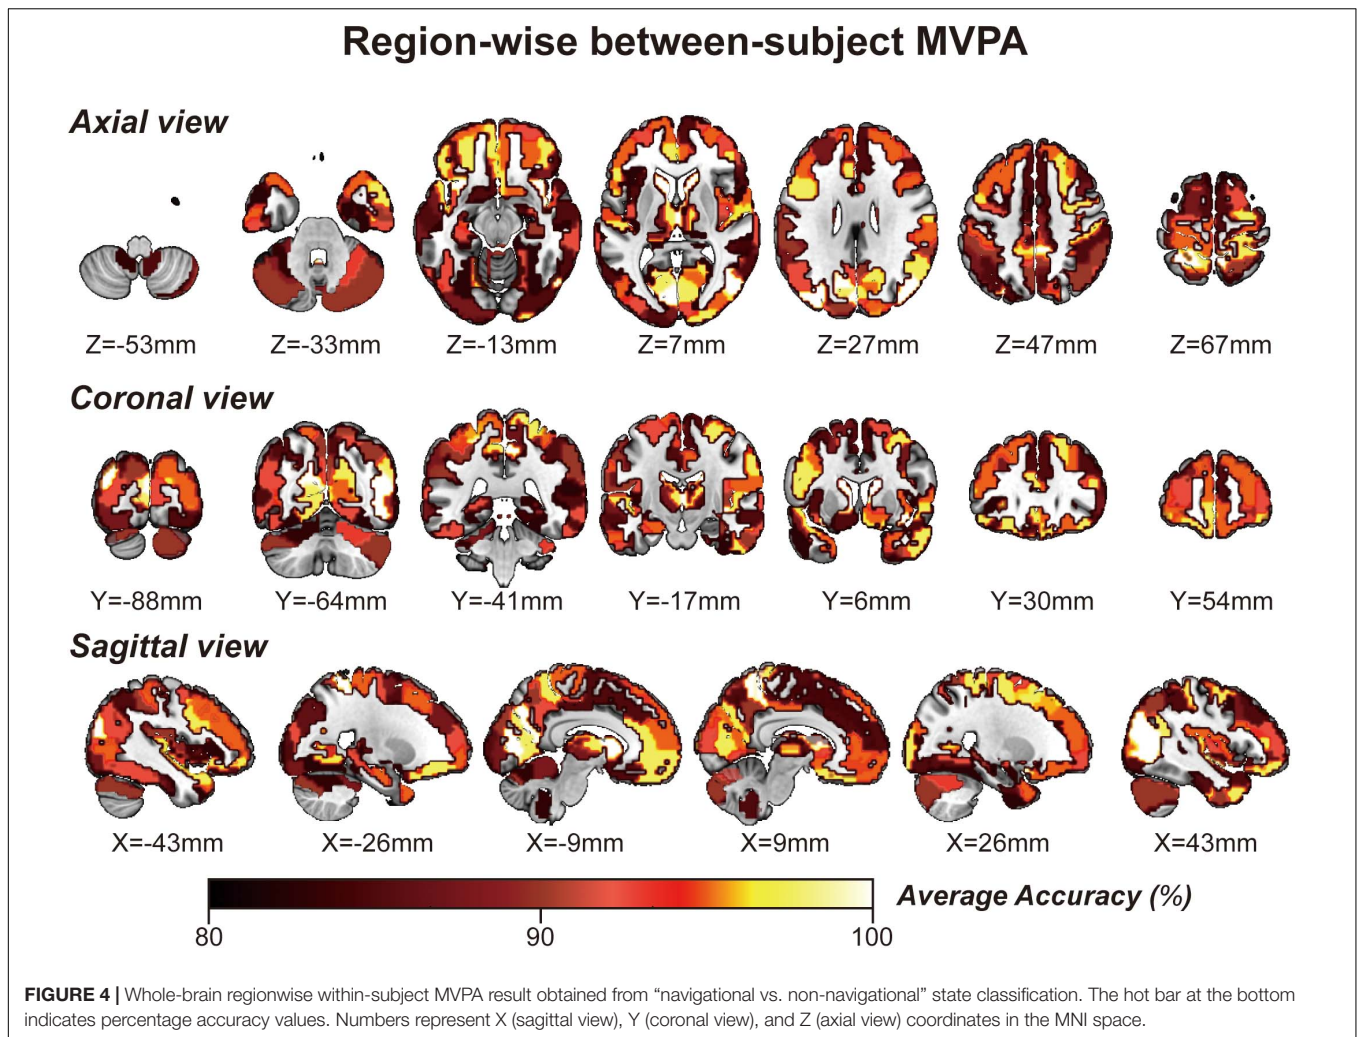 Region-wise between-subject MVPA
Axial view
Z=-53mm Z=-33mm Z=-13mm Z=7mm Z=27mm Z=47mm Z=67mm
Coronal view
Y=-88mm Y=-64mm Y=-41mm Y=-17mm Y=6mm Y=30mm Y=54mm
Sagittal view
X=-43mm X=-26mm X=-9mm X=9mm X=26mm X=43mm
Average Accuracy (%)
80 90 100
FIGURE 4 | Whole-brain regionwise within-subject MVPA result obtained from “navigational vs. non-navigational” state classification. The hot bar at the bottom
indicates percentage accuracy values. Numbers represent X (sagittal view), Y (coronal view), and Z (axial view) coordinates in the MNI space.